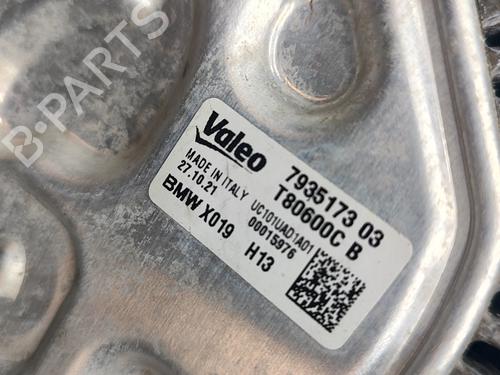 B-PARTS
Valeo
7935173 03
T80600C B
MADE IN ITALY UC101UAD1A01
27.10.21 00015976
BMW X019 H13